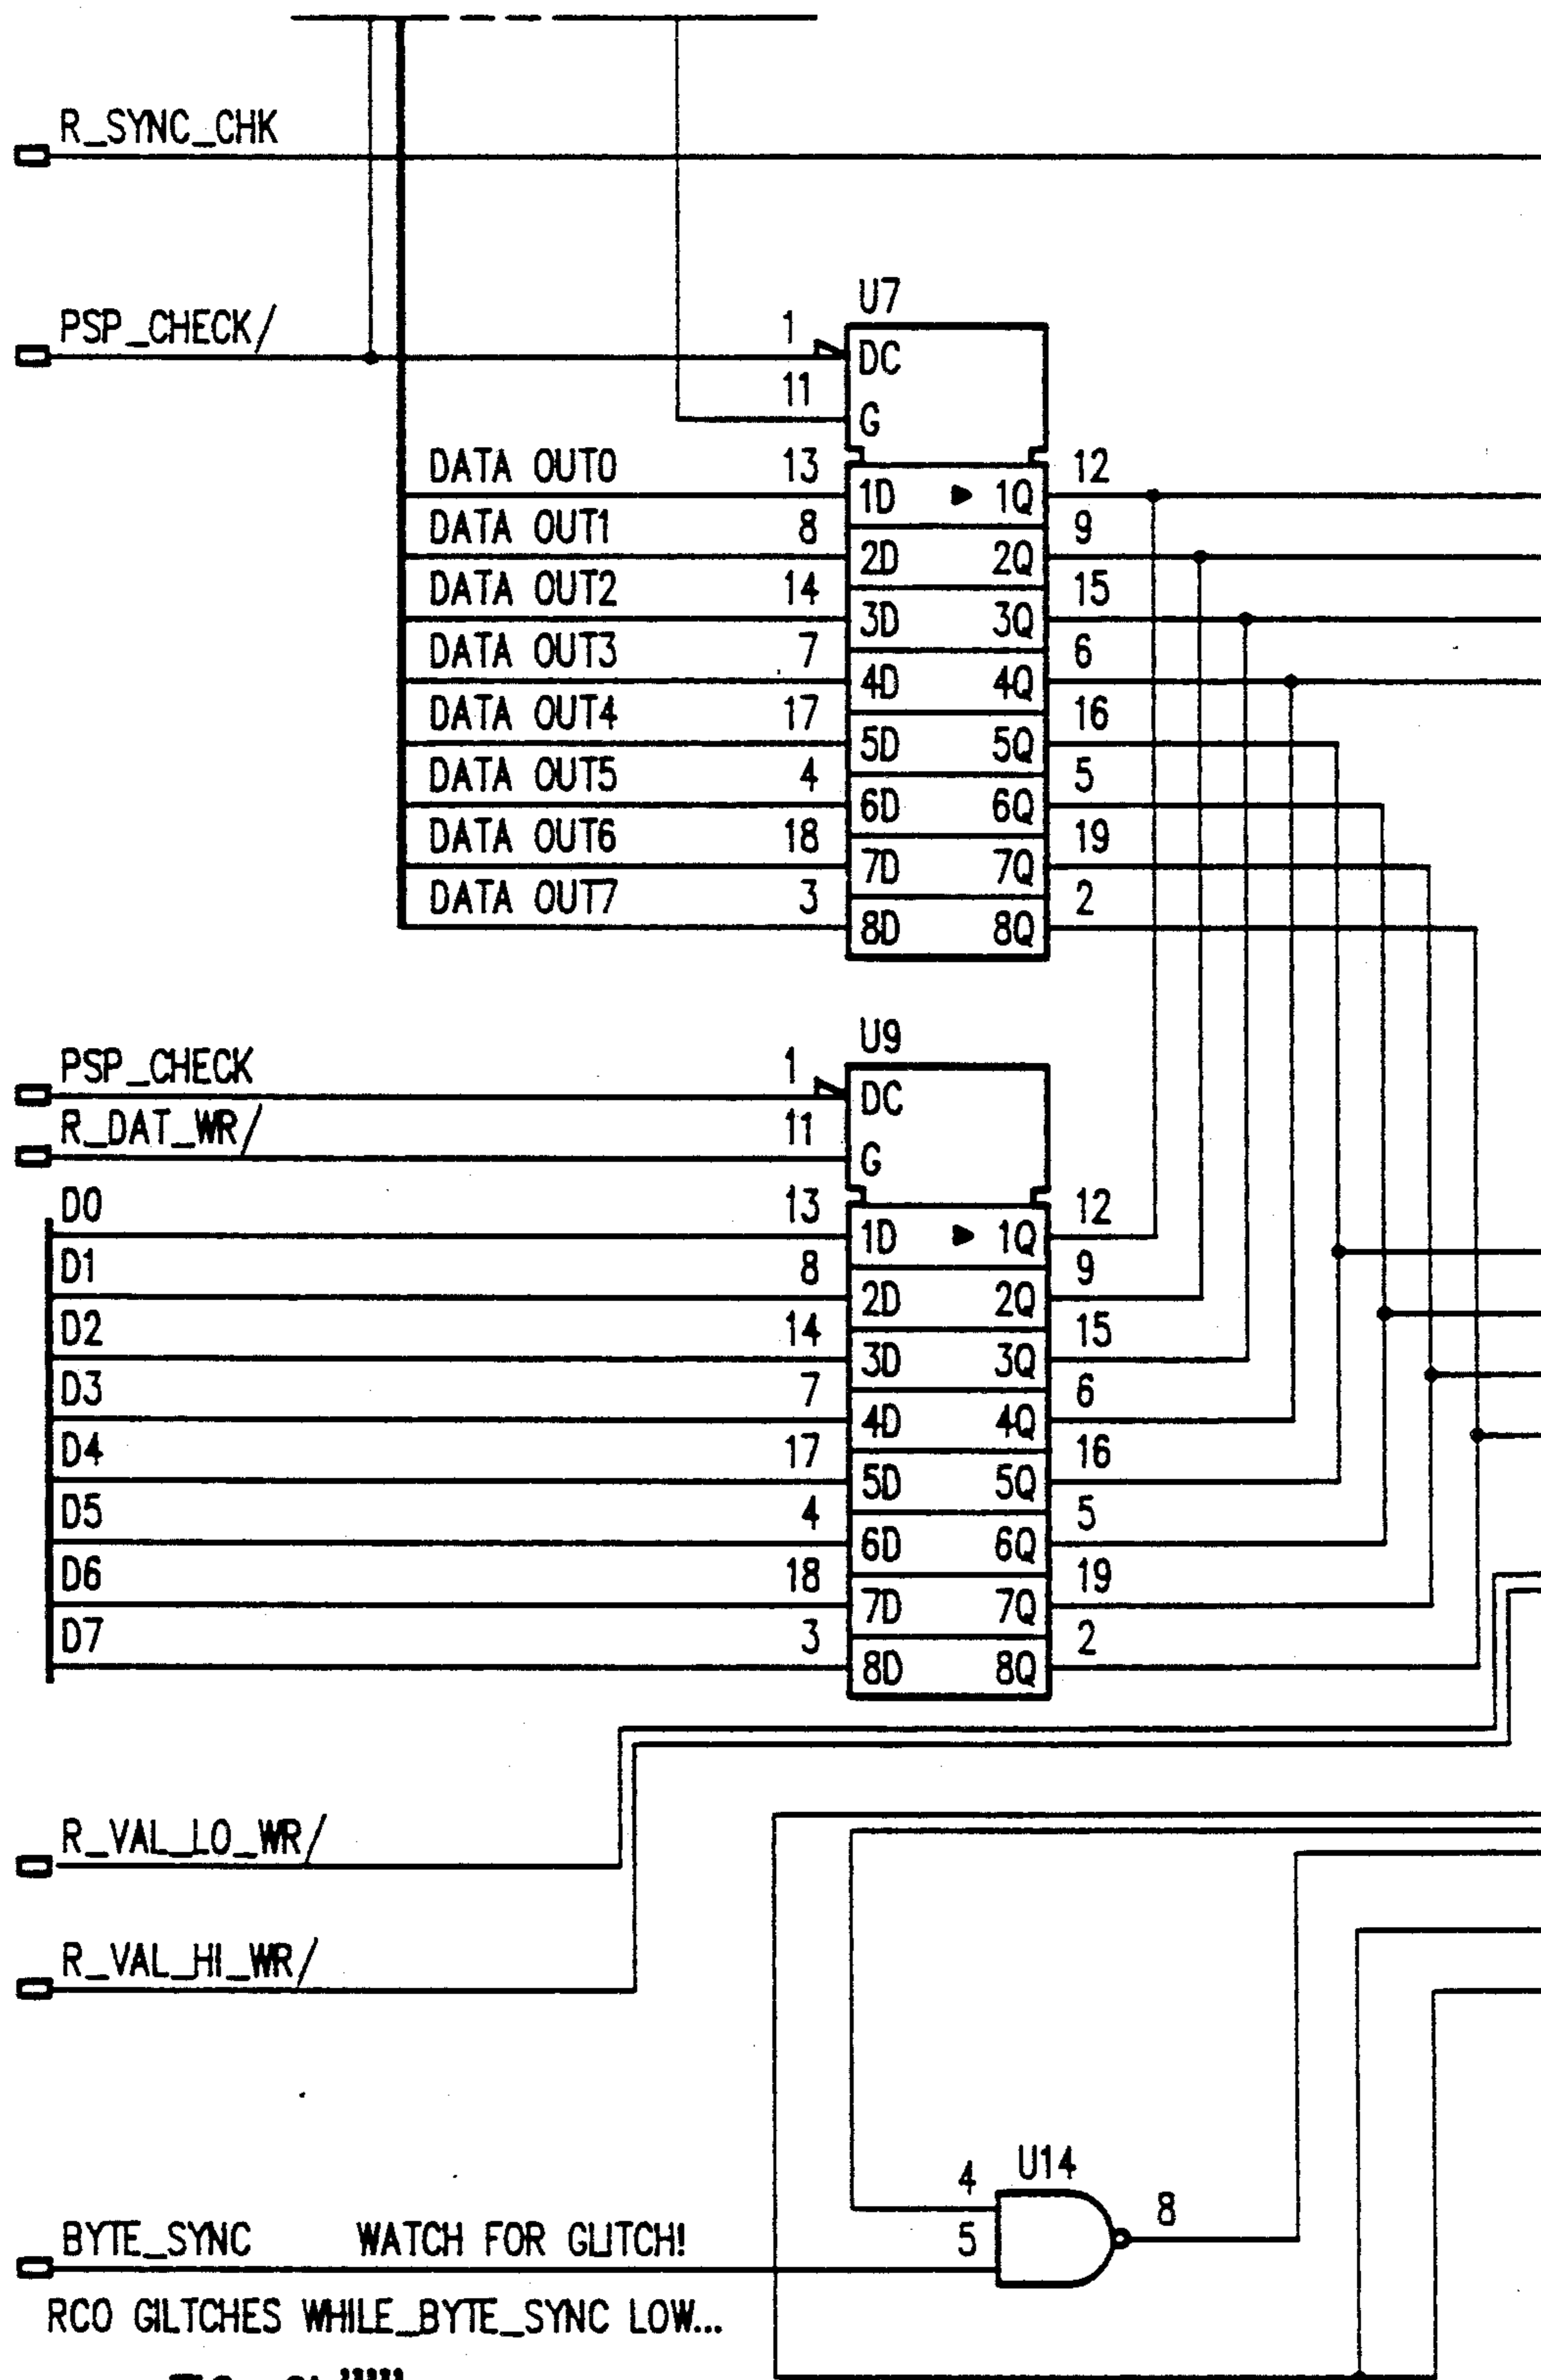 R_SYNC_CHK
U7
PSP_CHECK/ 1 DC
11 G
DATA OUT0 13 1D 1Q 12
DATA OUT1 8 2D 2Q 9
DATA OUT2 14 3D 3Q 15
DATA OUT3 7 4D 4Q 6
DATA OUT4 17 5D 5Q 16
DATA OUT5 4 6D 6Q 5
DATA OUT6 18 7D 7Q 19
DATA OUT7 3 8D 8Q 2
U9
PSP_CHECK 1 DC
R_DAT_WR/ 11 G
D0 13 1D 1Q 12
D1 8 2D 2Q 9
D2 14 3D 3Q 15
D3 7 4D 4Q 6
D4 17 5D 5Q 16
D5 4 6D 6Q 5
D6 18 7D 7Q 19
D7 3 8D 8Q 2
R_VAL_LO_WR/
R_VAL_HI_WR/
U14
4 8
BYTE_SYNC WATCH FOR GLITCH! 5
RCO GILTCHES WHILE_BYTE_SYNC LOW...